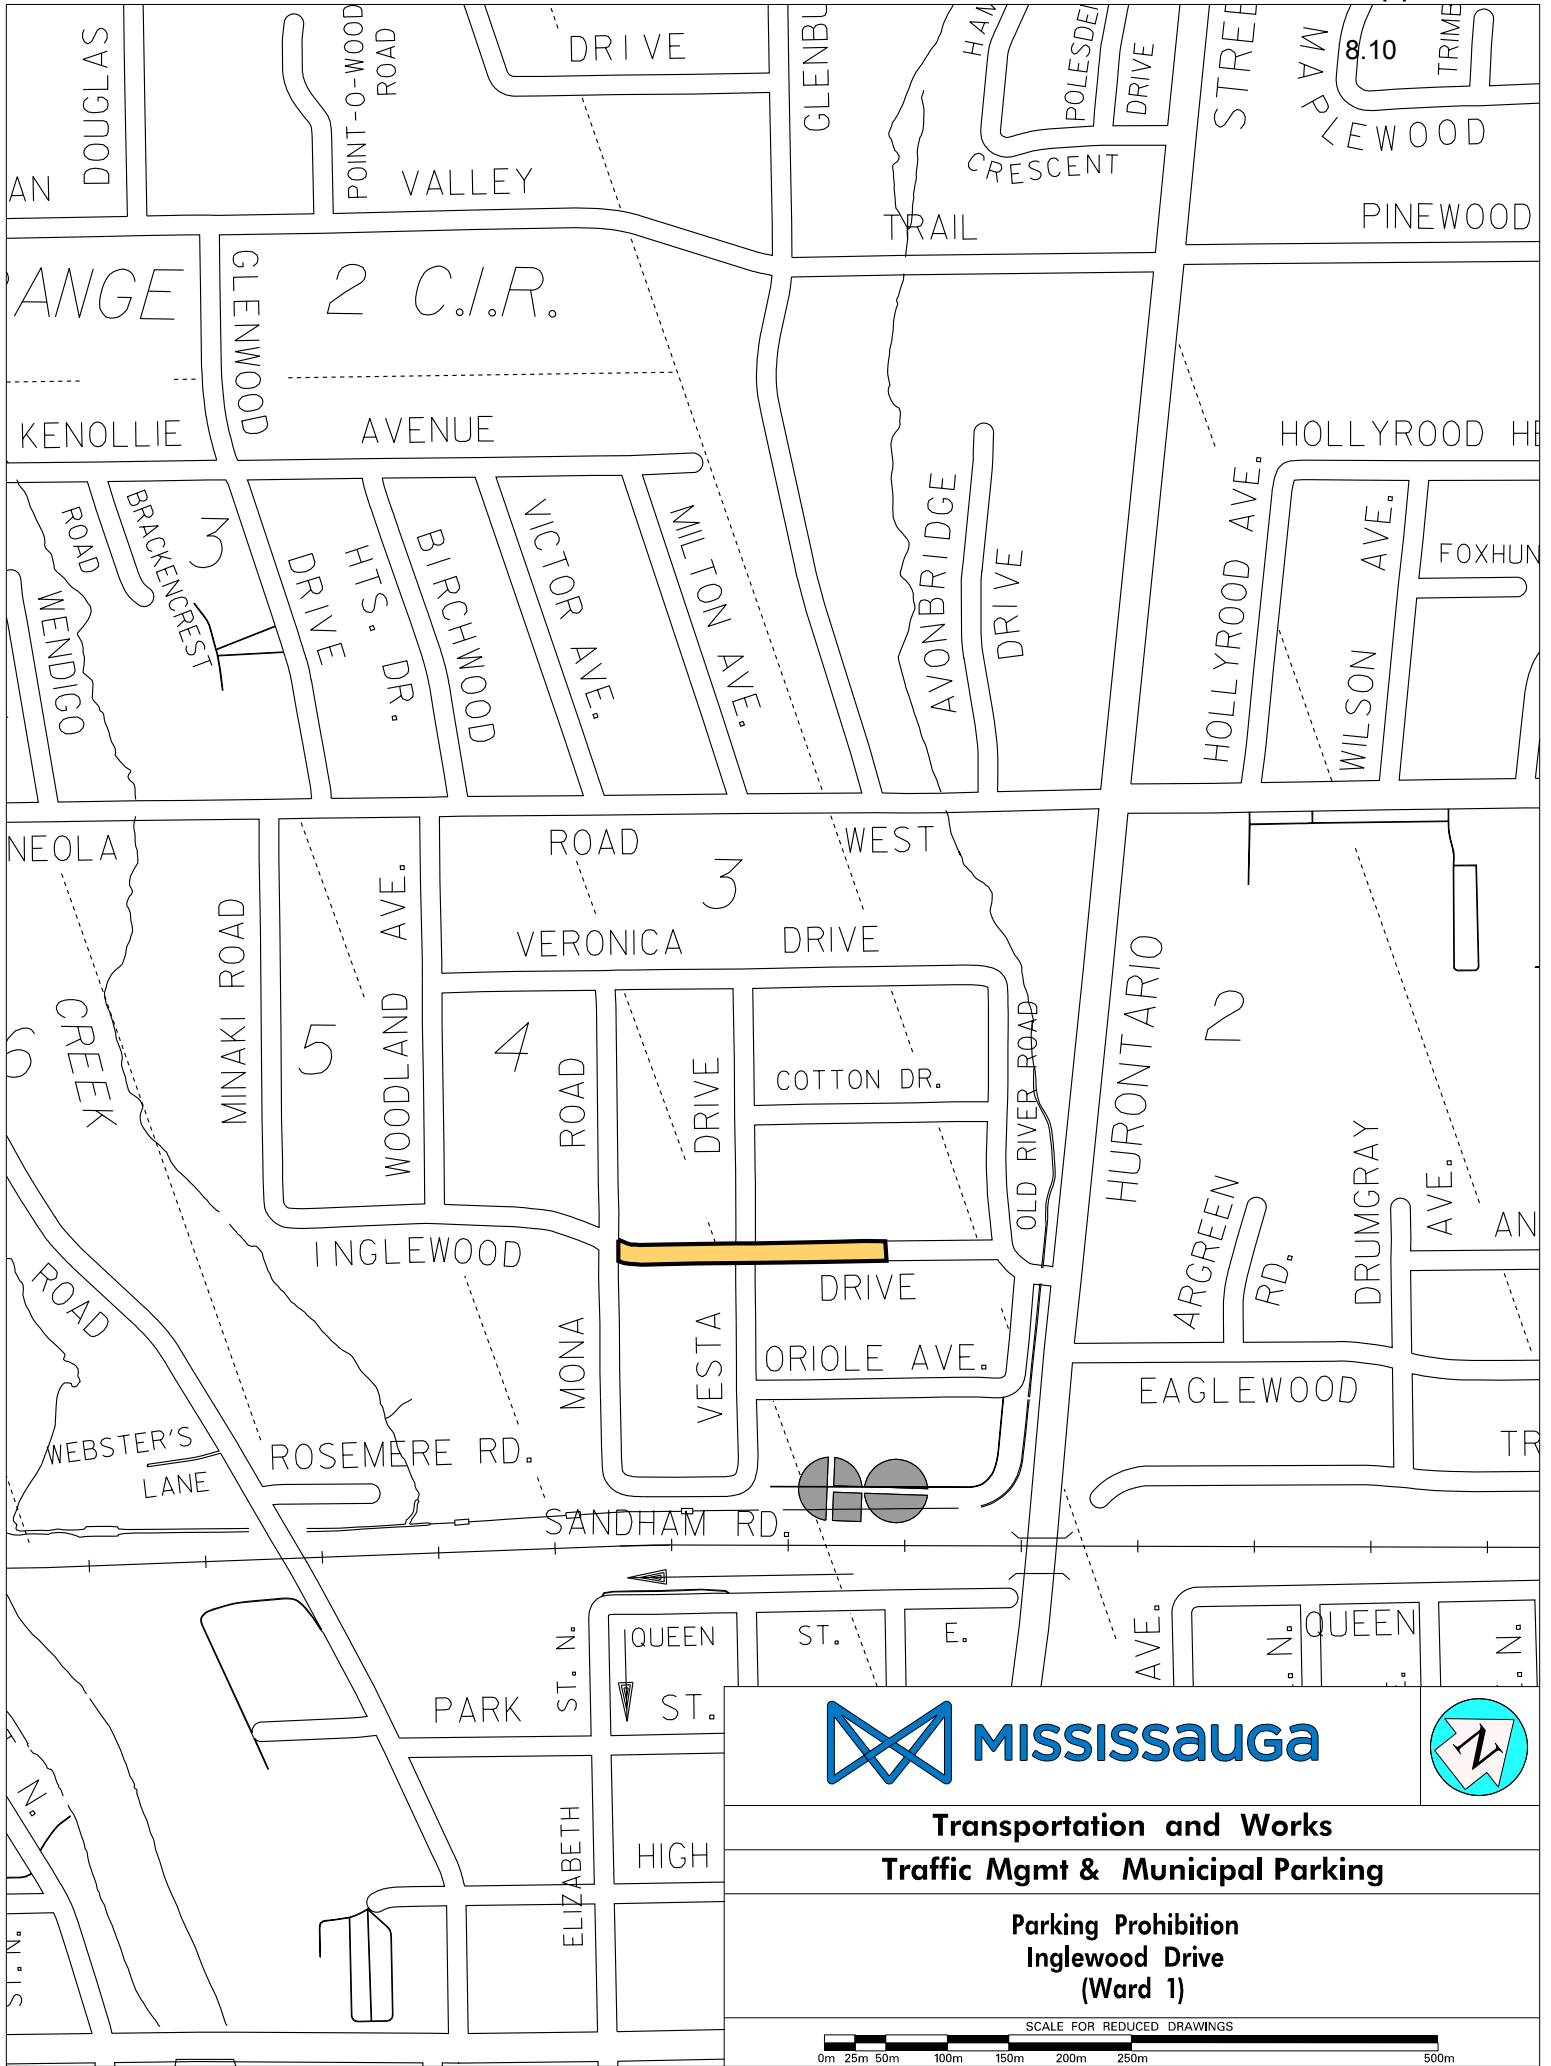 8.10
DOUGLAS
POINT-O-WOOD
ROAD
DRIVE
GLENBU
HAM
POLESDEN
DRIVE
STREE
MAPLEWOOD
TRIMB
AN
VALLEY
TRAIL
CRESCENT
PINEWOOD
ANGE
GLENWOOD
2 C.I.R.
KENOLLIE
AVENUE
HOLLYROOD HE
ROAD
BRACKENCREST
3
DRIVE
HTS. DR.
BIRCHWOOD
VICTOR AVE.
MILTON AVE.
AVONBRIDGE
DRIVE
HOLLYROOD AVE.
WILSON AVE.
FOXHUN
WENDIGO
NEOLA
ROAD
WEST
3
VERONICA DRIVE
MINAKI ROAD
WOODLAND AVE.
CREEK
6
5
4
2
ROAD
DRIVE
COTTON DR.
OLD RIVER ROAD
HURONTARIO
ARGREEN
RD.
DRUMGRAY
AVE.
AN
INGLEWOOD
DRIVE
ROAD
MONA
VESTA
ORIOLE AVE.
EAGLEWOOD
WEBSTER'S
LANE
ROSEMERE RD.
TR
SANDHAM RD.
QUEEN ST. E.
AVE.
. N.
QUEEN
. N.
ST. N.
PARK ST.
N.
ELIZABETH
HIGH
ST. N.
MISSISSauGa
N
Transportation and Works
Traffic Mgmt & Municipal Parking
Parking Prohibition
Inglewood Drive
(Ward 1)
SCALE FOR REDUCED DRAWINGS
0m 25m 50m 100m 150m 200m 250m 500m